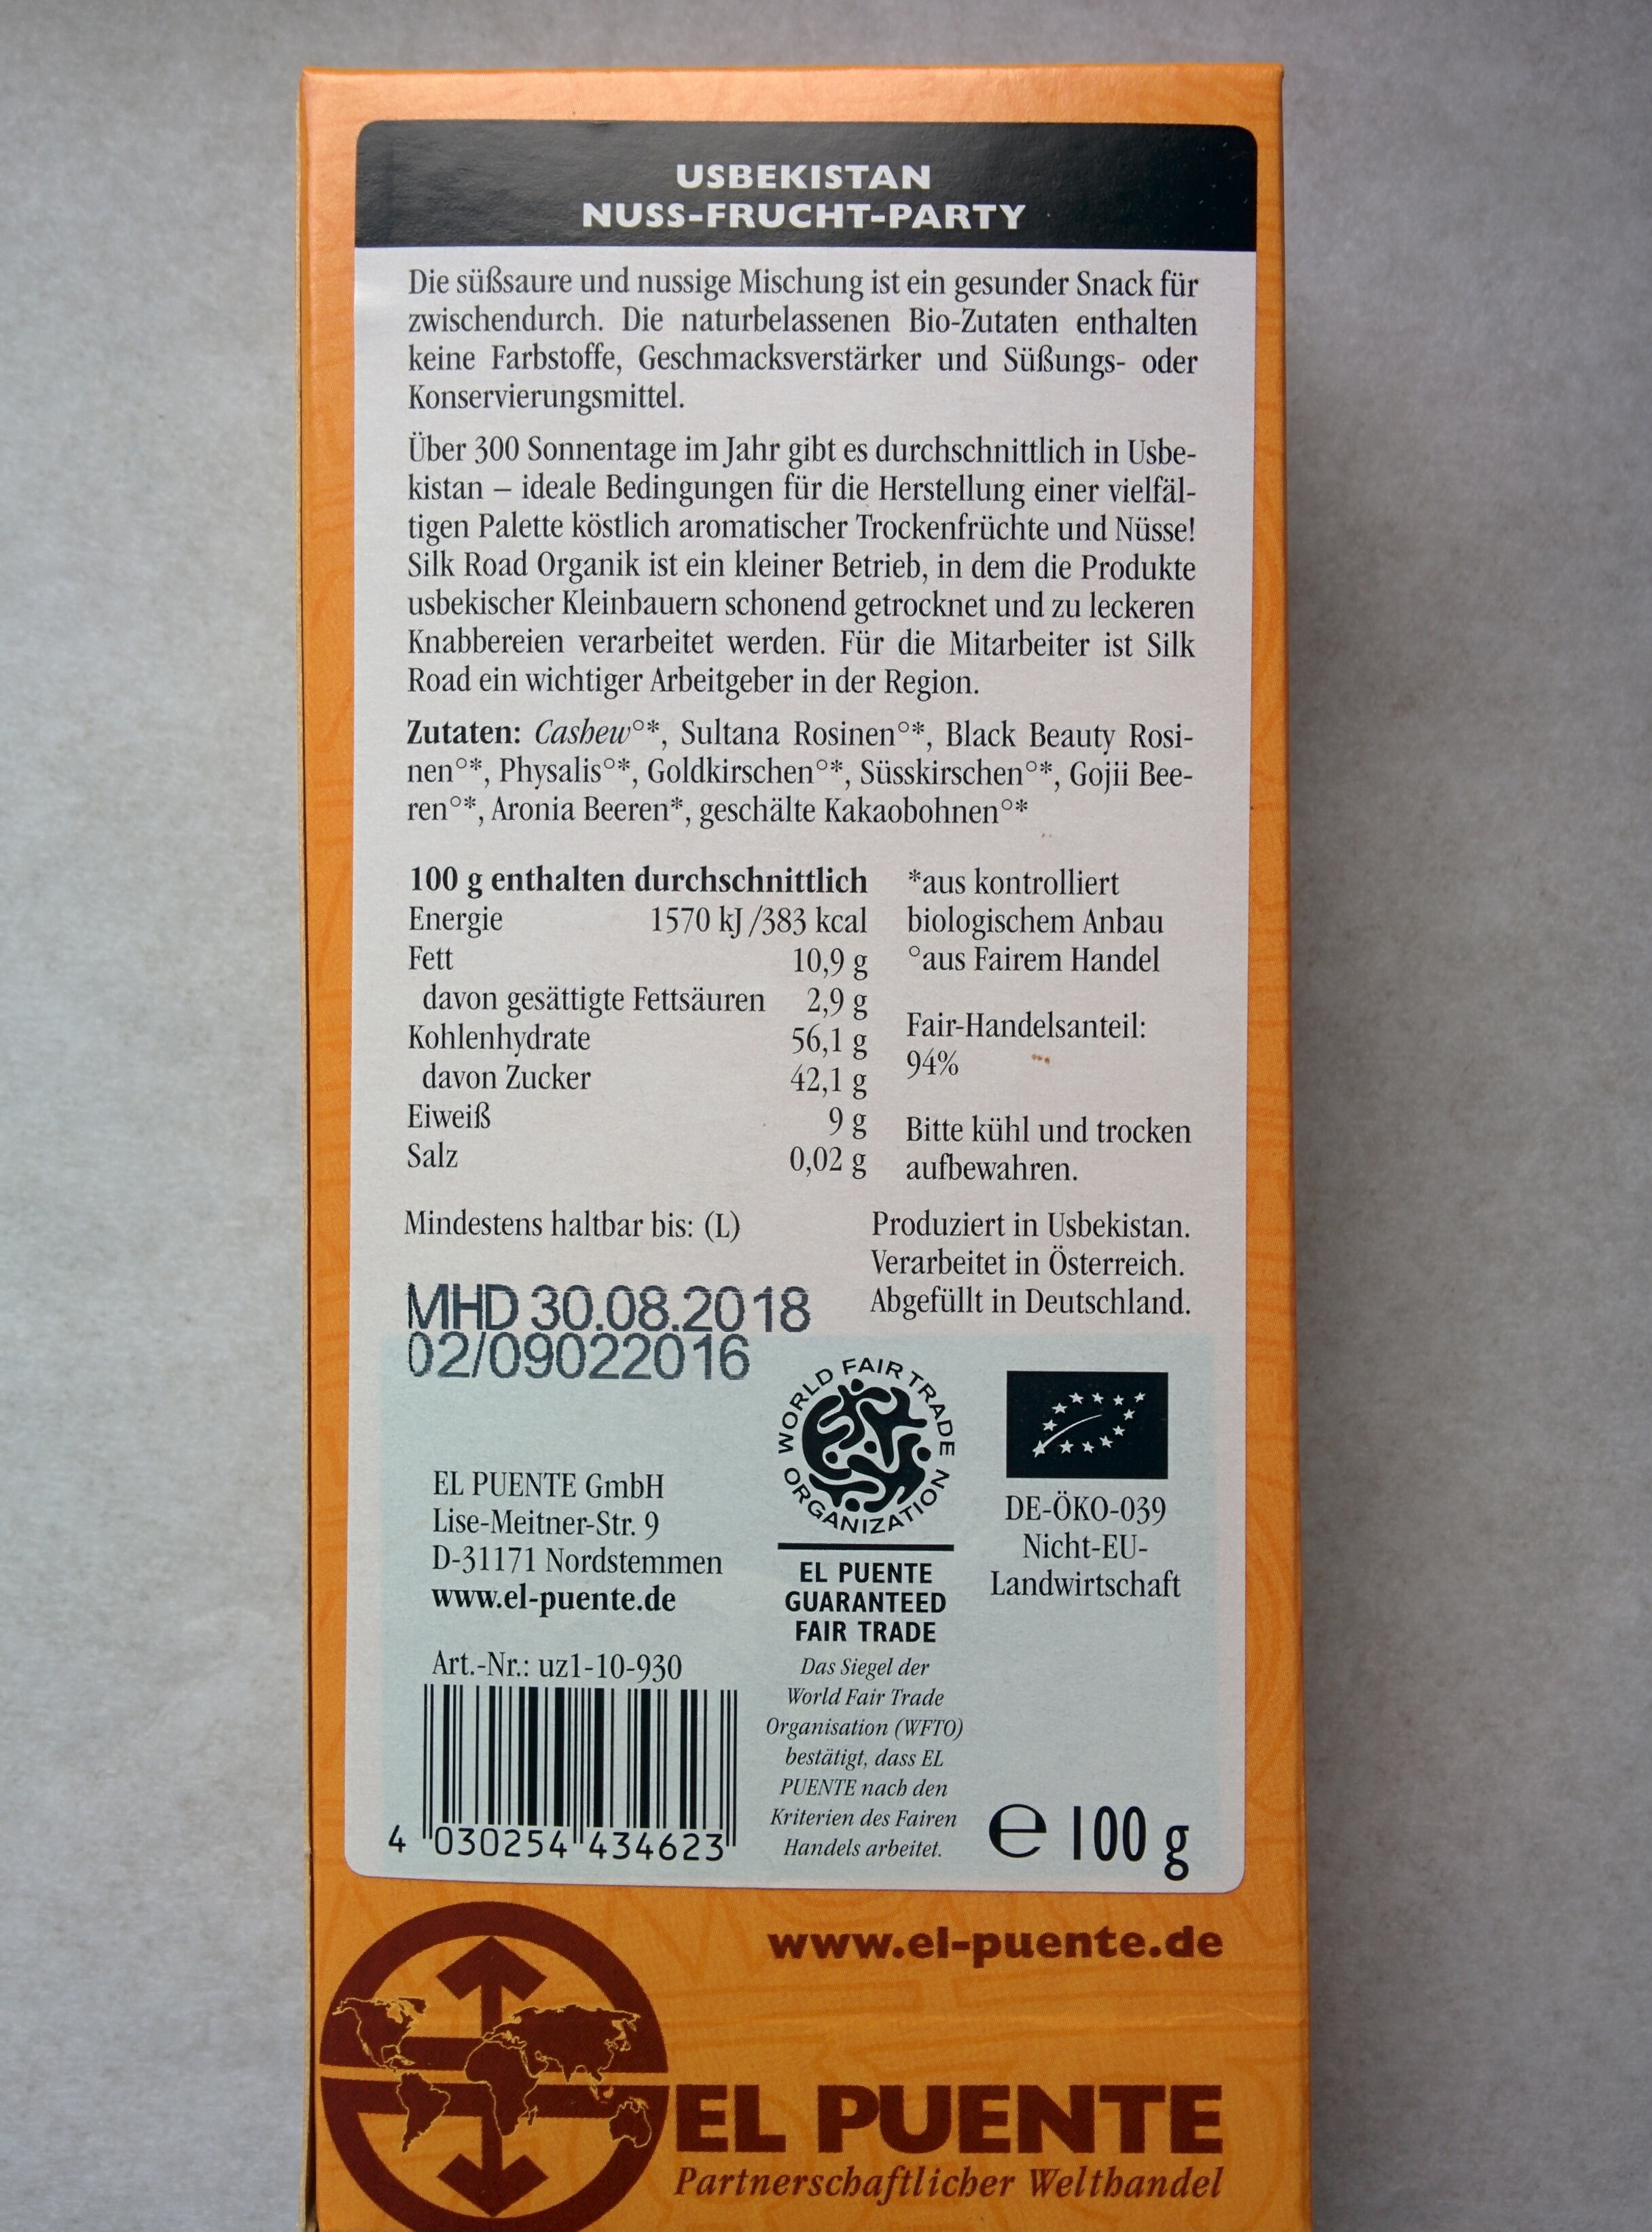 USBEKISTAN
NUSS-FRUCHT-PARTY
Die süßsaure und nussige Mischung ist ein gesunder Snack für
zwischendurch. Die naturbelassenen Bio-Zutaten enthalten
keine Farbstoffe, Geschmacksverstärker und Süßungs- oder
Konservierungsmittel.
Über 300 Sonnentage im Jahr gibt es durchschnittlich in Usbe-
kistan – ideale Bedingungen für die Herstellung einer vielfäl-
tigen Palette köstlich aromatischer Trockenfrüchte und Nüsse!
Silk Road Organik ist ein kleiner Betrieb, in dem die Produkte
usbekischer Kleinbauern schonend getrocknet und zu leckeren
Knabbereien verarbeitet werden. Für die Mitarbeiter ist Silk
Road ein wichtiger Arbeitgeber in der Region.
Zutaten: Cashew°*, Sultana Rosinen°*, Black Beauty Rosi-
nen°*, Physalis°*, Goldkirschen°*, Süsskirschen°*, Gojii Bee-
ren°*, Aronia Beeren*, geschälte Kakaobohnen°*
100 g enthalten durchschnittlich
Energie 1570 kJ /383 kcal
Fett 10,9 g
davon gesättigte Fettsäuren 2,9 g
Kohlenhydrate 56,1 g
davon Zucker 42,1 g
Eiweiß 9 g
Salz 0,02 g
*aus kontrolliert
biologischem Anbau
°aus Fairem Handel
Fair-Handelsanteil:
94%
Bitte kühl und trocken
aufbewahren.
Mindestens haltbar bis: (L)
MHD 30.08.2018
02/09022016
Produziert in Usbekistan.
Verarbeitet in Österreich.
Abgefüllt in Deutschland.
EL PUENTE GmbH
Lise-Meitner-Str. 9
D-31171 Nordstemmen
www.el-puente.de
Art.-Nr.: uz1-10-930
4 030254 434623
WORLD FAIR TRADE ORGANIZATION
EL PUENTE
GUARANTEED
FAIR TRADE
Das Siegel der
World Fair Trade
Organisation (WFTO)
bestätigt, dass EL
PUENTE nach den
Kriterien des Fairen
Handels arbeitet.
DE-ÖKO-039
Nicht-EU-
Landwirtschaft
e 100 g
www.el-puente.de
EL PUENTE
Partnerschaftlicher Welthandel